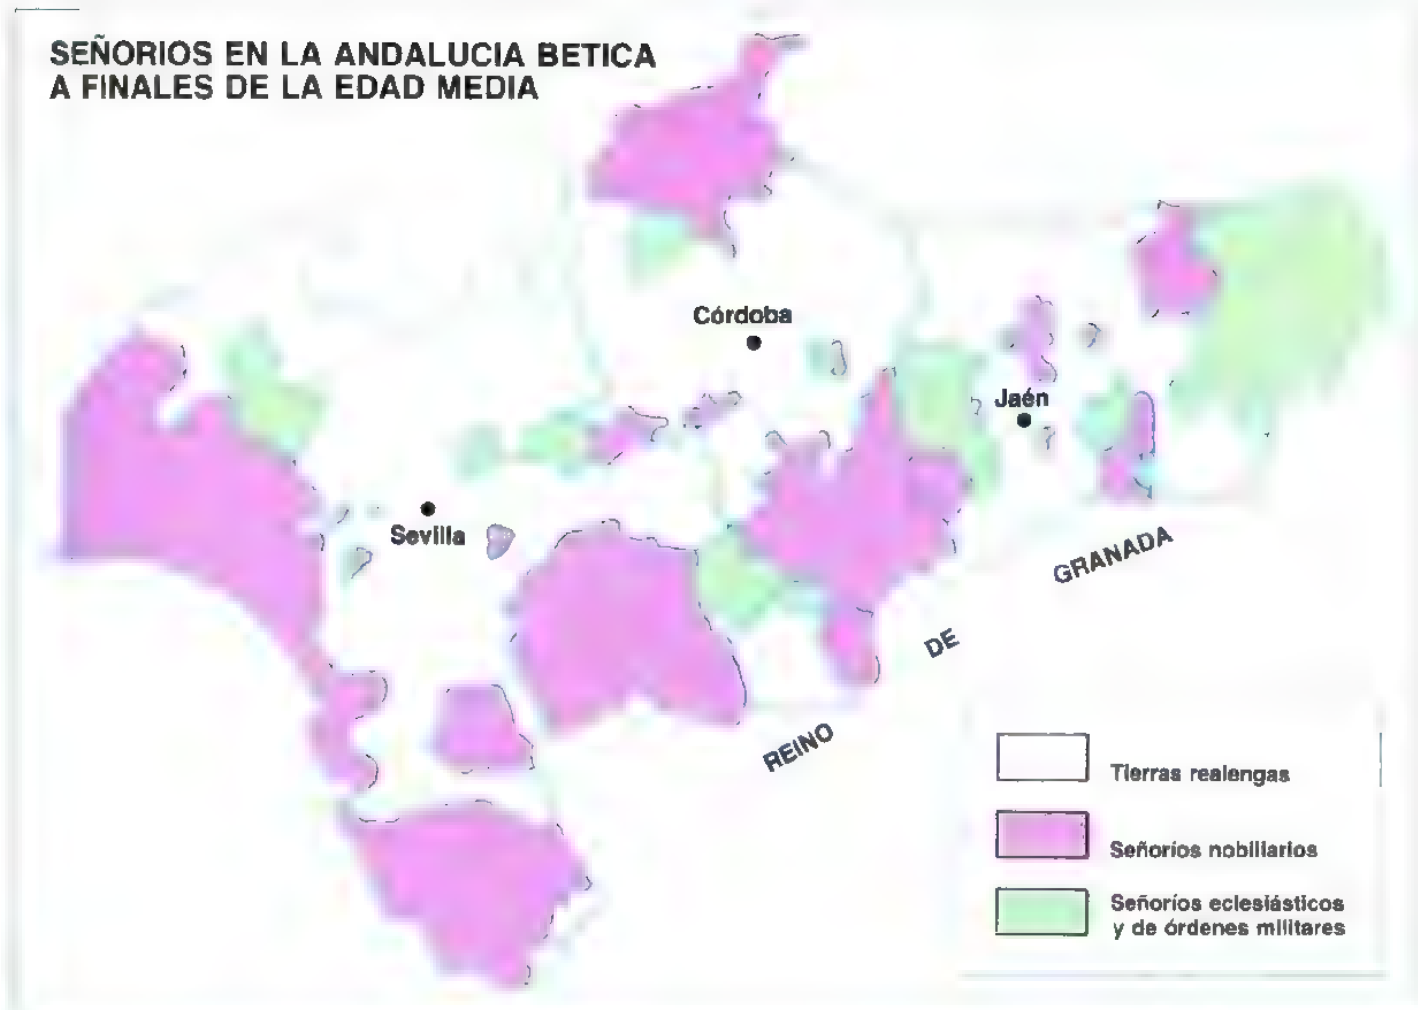 SEÑORIOS EN LA ANDALUCIA BETICA
A FINALES DE LA EDAD MEDIA
Córdoba
Jaén
Sevilla
GRANADA
DE
REINO
Tierras realengas
Señoríos nobiliarios
Señoríos eclesiásticos
y de órdenes militares